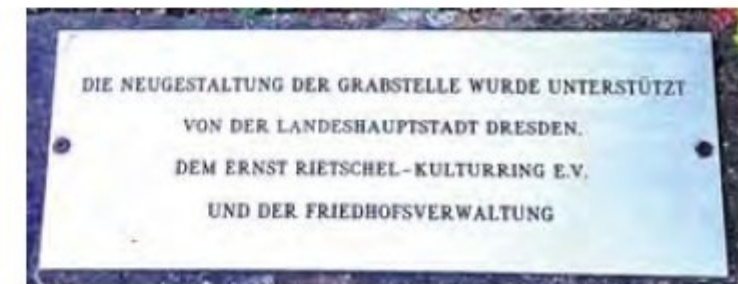 DIE NEUGESTALTUNG DER GRABSTELLE WURDE UNTERSTÜTZT
VON DER LANDESHAUPTSTADT DRESDEN,
DEM ERNST RIETSCHEL-KULTURRING E.V.
UND DER FRIEDHOFSVERWALTUNG